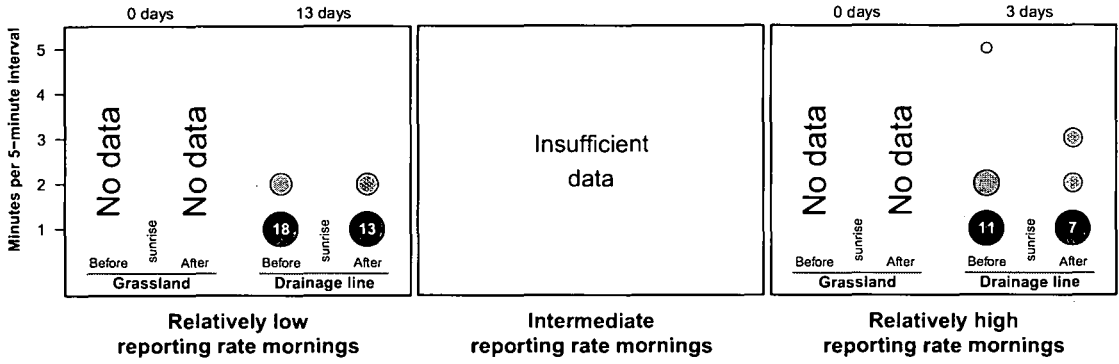 0 days 13 days 0 days 3 days
Minutes per 5−minute interval
5
4
3
2
1
No data
No data
18
13
sunrise
sunrise
Before After Before After
Grassland Drainage line
Insufficient
data
No data
No data
11
7
sunrise
sunrise
Before After Before After
Grassland Drainage line
Relatively low
reporting rate mornings
Intermediate
reporting rate mornings
Relatively high
reporting rate mornings